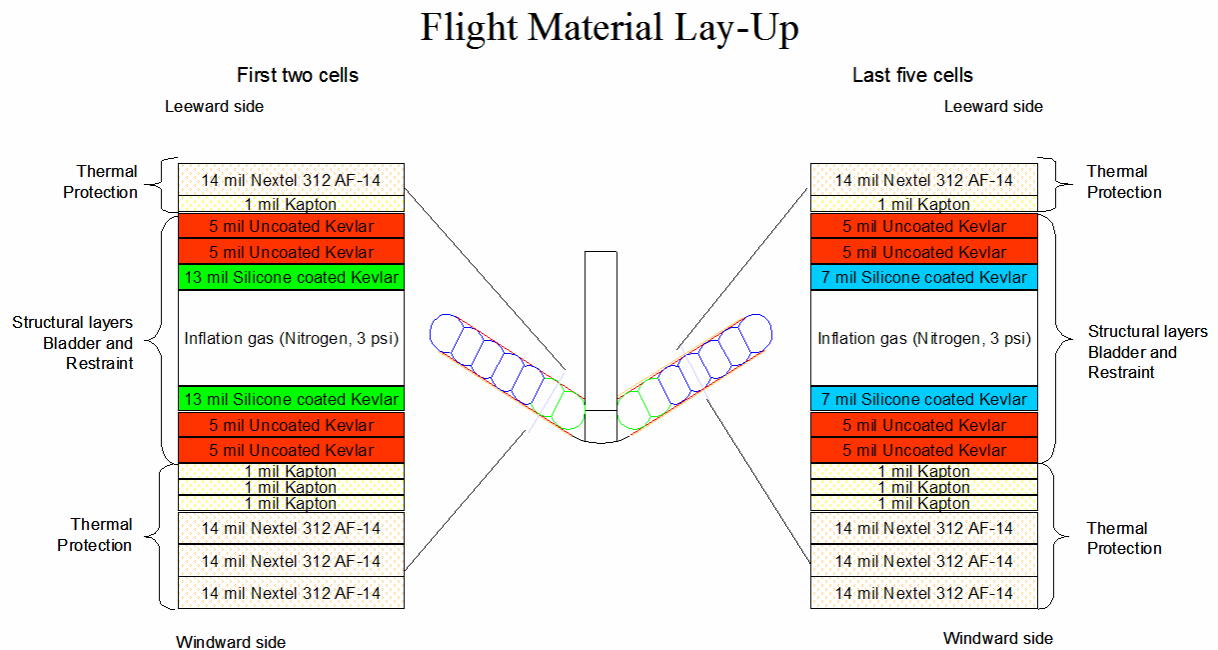 Flight Material Lay-Up
First two cells
Leeward side
Thermal
Protection
14 mil Nextel 312 AF-14
1 mil Kapton
5 mil Uncoated Kevlar
5 mil Uncoated Kevlar
13 mil Silicone coated Kevlar
Structural layers
Bladder and
Restraint
Inflation gas (Nitrogen, 3 psi)
13 mil Silicone coated Kevlar
5 mil Uncoated Kevlar
5 mil Uncoated Kevlar
1 mil Kapton
1 mil Kapton
1 mil Kapton
Thermal
Protection
14 mil Nextel 312 AF-14
14 mil Nextel 312 AF-14
14 mil Nextel 312 AF-14
Windward side
Last five cells
Leeward side
14 mil Nextel 312 AF-14
1 mil Kapton
Thermal
Protection
5 mil Uncoated Kevlar
5 mil Uncoated Kevlar
7 mil Silicone coated Kevlar
Inflation gas (Nitrogen, 3 psi)
Structural layers
Bladder and
Restraint
7 mil Silicone coated Kevlar
5 mil Uncoated Kevlar
5 mil Uncoated Kevlar
1 mil Kapton
1 mil Kapton
1 mil Kapton
14 mil Nextel 312 AF-14
14 mil Nextel 312 AF-14
14 mil Nextel 312 AF-14
Thermal
Protection
Windward side